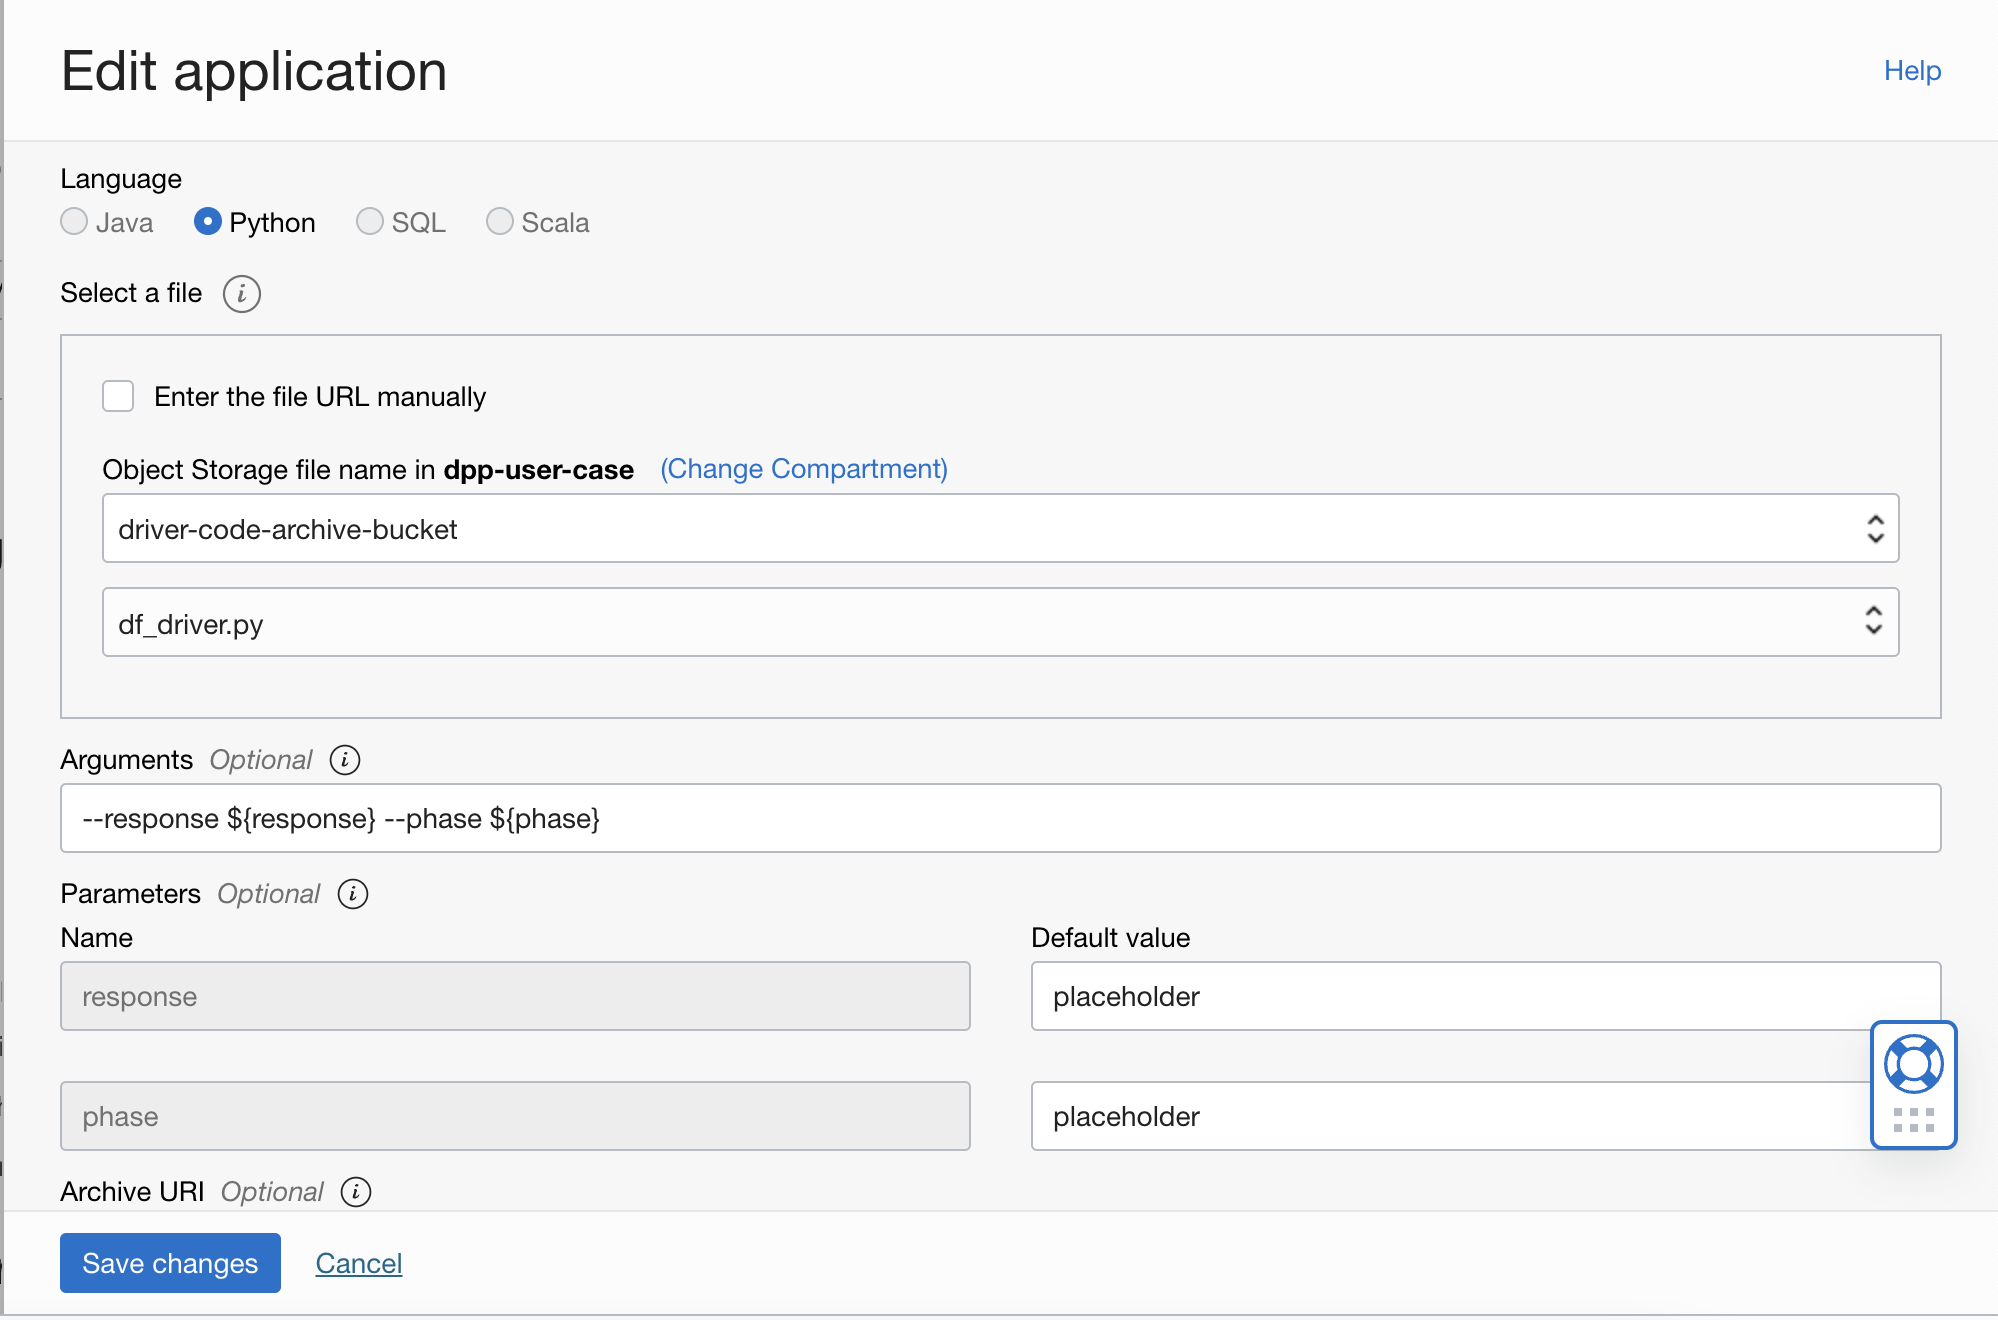 Edit application
Help
Language
Java Python SQL Scala
Select a file i
Enter the file URL manually
Object Storage file name in dpp-user-case (Change Compartment)
driver-code-archive-bucket
df_driver.py
Arguments Optional i
--response ${response} --phase ${phase}
Parameters Optional i
Name Default value
response placeholder
phase placeholder
Archive URI Optional i
Save changes Cancel